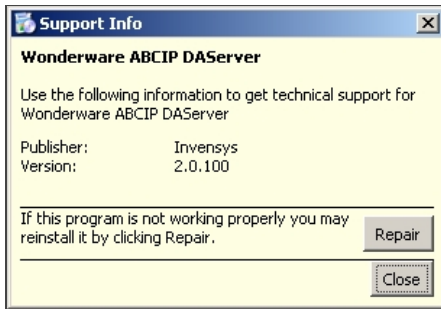 Support Info
Wonderware ABCIP DAServer
Use the following information to get technical support for
Wonderware ABCIP DAServer
Publisher: Invensys
Version: 2.0.100
If this program is not working properly you may
reinstall it by clicking Repair.
Repair
Close